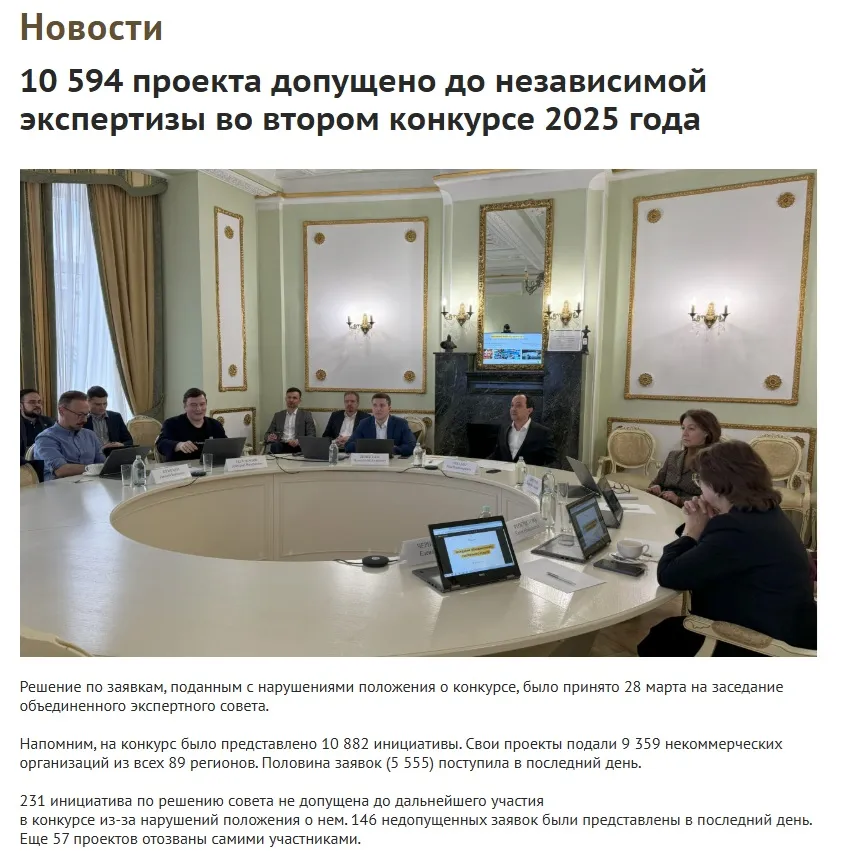 Новости
10 594 проекта допущено до независимой
экспертизы во втором конкурсе 2025 года
Решение по заявкам, поданным с нарушениями положения о конкурсе, было принято 28 марта на заседание
объединенного экспертного совета.
Напомним, на конкурс было представлено 10 882 инициативы. Свои проекты подали 9 359 некоммерческих
организаций из всех 89 регионов. Половина заявок (5 555) поступила в последний день.
231 инициатива по решению совета не допущена до дальнейшего участия
в конкурсе из-за нарушений положения о нем. 146 недопущенных заявок были представлены в последний день.
Еще 57 проектов отозваны самими участниками.